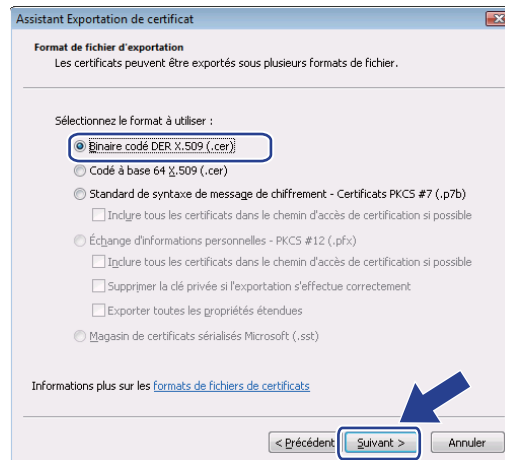 Assistant Exportation de certificat
Format de fichier d'exportation
Les certificats peuvent être exportés sous plusieurs formats de fichier.
Sélectionnez le format à utiliser :
Binaire codé DER X.509 (.cer)
Codé à base 64 X.509 (.cer)
Standard de syntaxe de message de chiffrement - Certificats PKCS #7 (.p7b)
Inclure tous les certificats dans le chemin d'accès de certification si possible
Échange d'informations personnelles - PKCS #12 (.pfx)
Inclure tous les certificats dans le chemin d'accès de certification si possible
Supprimer la clé privée si l'exportation s'effectue correctement
Exporter toutes les propriétés étendues
Magasin de certificats sérialisés Microsoft (.sst)
Informations plus sur les formats de fichiers de certificats
< Précédent Suivant > Annuler